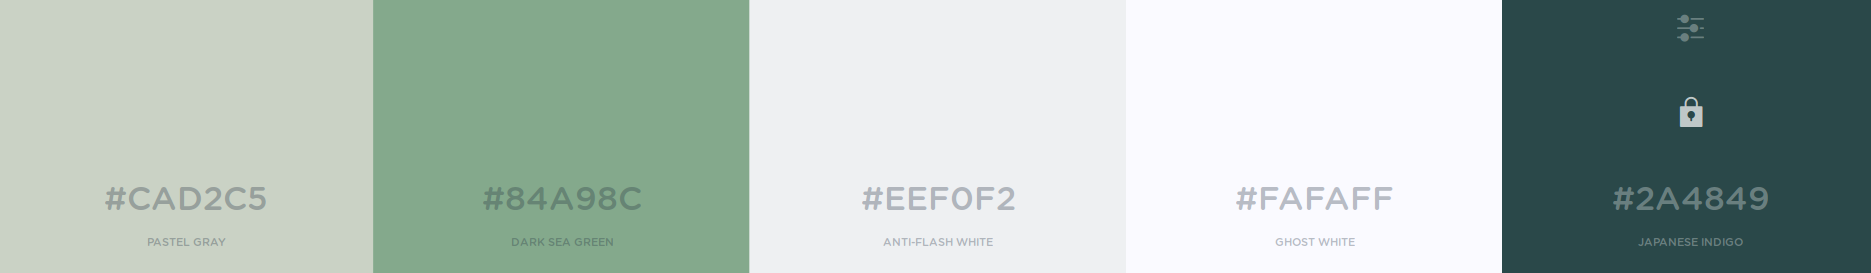 #CAD2C5
PASTEL GRAY
#84A98C
DARK SEA GREEN
#EEF0F2
ANTI-FLASH WHITE
#FAFAFF
GHOST WHITE
#2A4849
JAPANESE INDIGO